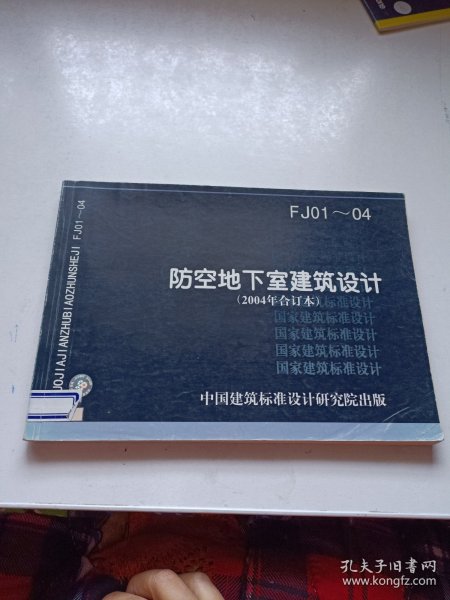 FJ01～04
防空地下室建筑设计
（2004年合订本）
国家建筑标准设计
国家建筑标准设计
国家建筑标准设计
国家建筑标准设计
中国建筑标准设计研究院出版
UOJIAJIANZHUBIAOZHUNSHEJI FJ01～04
孔夫子旧书网
www.kongfz.com